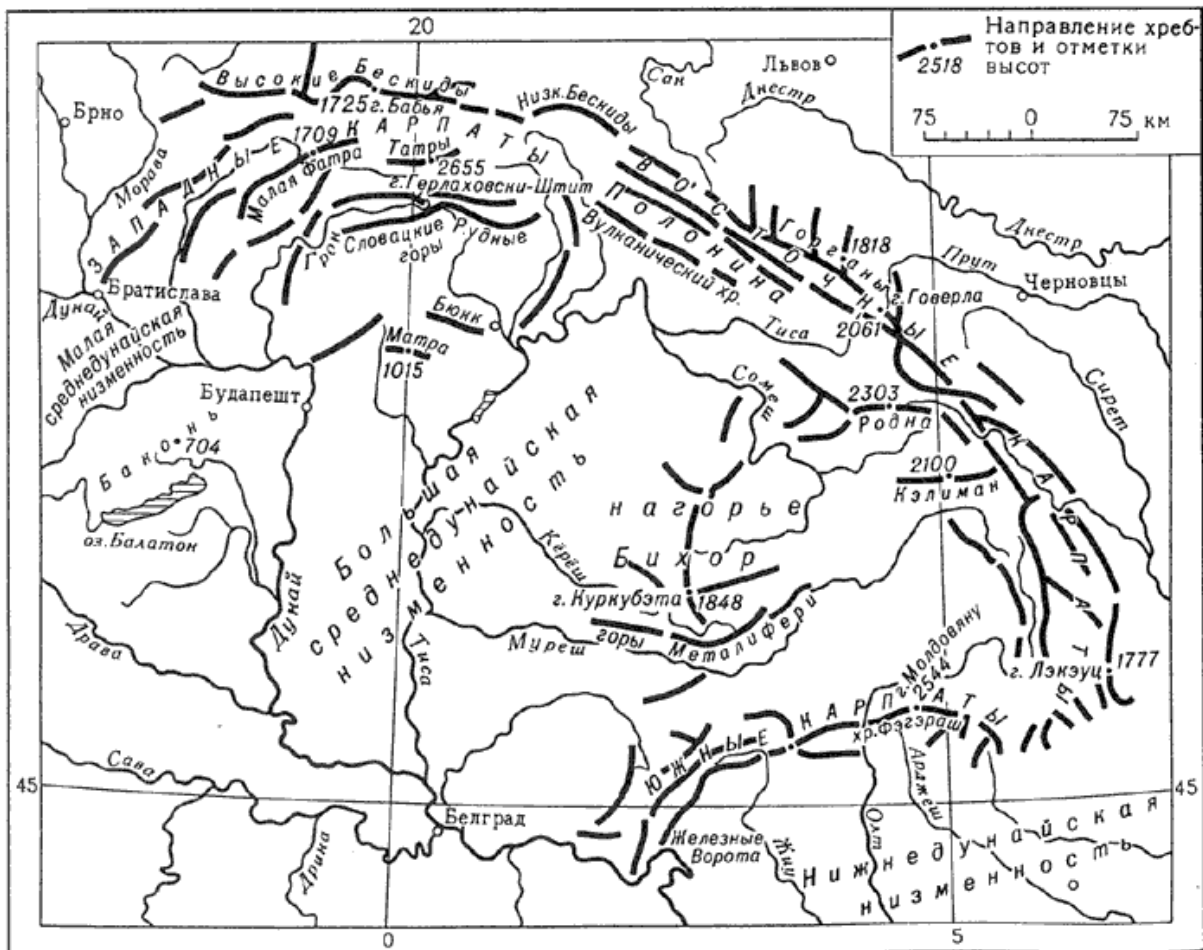 20
Направление хреб-
тов и отметки
высот
2518
75 0 75 км
Львов
Сан
Днестр
Высокие Бескиды
1725 г. Бабья
Низк. Бескиды
Брно
Морава
ЗАПАДНЫЕ КАРПАТЫ
1709
Малая Фатра
Татры
2655
г. Герлаховски-Штит
Грон
Словацкие
Рудные
горы
ВОСТОЧНЫЕ КАРПАТЫ
Полонина
Вулканический хр.
Горганы
1818
Днестр
Прут
Черновцы
г. Говерла
2061
Тиса
Сирет
Братислава
Дунай
Малая
среднедунайская
низменность
Бюкк
Матра
1015
Будапешт
Баконь
704
оз. Балатон
Сомеш
2303
Родна
2100
Кэлиман
Большая
среднедунайская
низменность
нагорье
Бихор
Кёрёш
г. Куркубэта 1848
горы Металифери
Муреш
Дунай
Тиса
Драва
г. Молдовяну
2544
г. Лэкэуц 1777
ЮЖНЫЕ КАРПАТЫ
хр. Фэгэраш
Арджеш
45
45
Сава
Белград
Дрина
Железные
Ворота
Жиу
Олт
Нижнедунайская
низменность
0
5